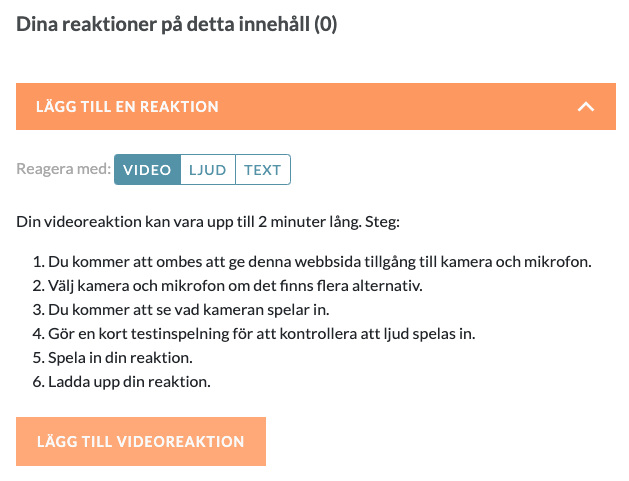 Dina reaktioner på detta innehåll (0)
LÄGG TILL EN REAKTION
Reagera med: VIDEO LJUD TEXT
Din videoreaktion kan vara upp till 2 minuter lång. Steg:
1. Du kommer att ombes att ge denna webbsida tillgång till kamera och mikrofon.
2. Välj kamera och mikrofon om det finns flera alternativ.
3. Du kommer att se vad kameran spelar in.
4. Gör en kort testinspelning för att kontrollera att ljud spelas in.
5. Spela in din reaktion.
6. Ladda upp din reaktion.
LÄGG TILL VIDEOREAKTION